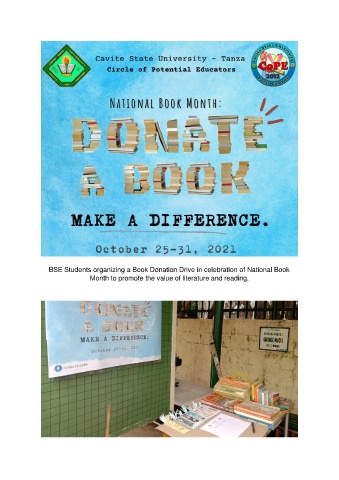 Cavite State University - Tanza
Circle of Potential Educators
CoPE
2012
NATIONAL BOOK MONTH:
DONATE
A BOOK
MAKE A DIFFERENCE.
October 25-31, 2021
BSE Students organizing a Book Donation Drive in celebration of National Book
Month to promote the value of literature and reading.
DONATE
A BOOK
MAKE A DIFFERENCE.
October 25-31, 2021